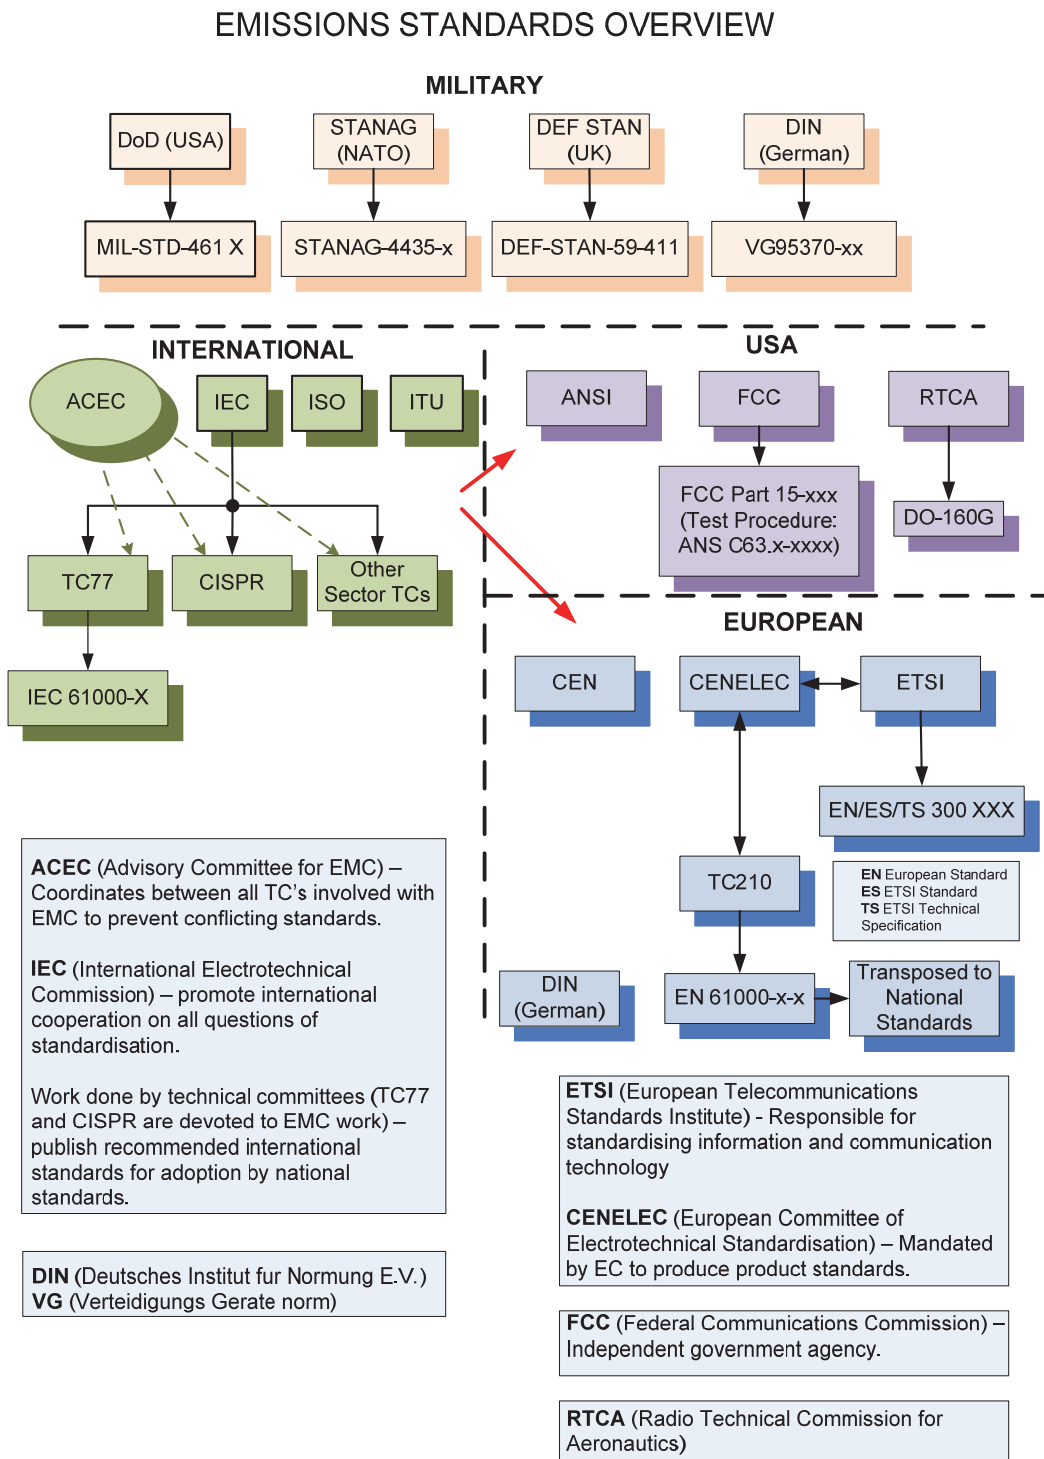 EMISSIONS STANDARDS OVERVIEW
MILITARY
DoD (USA)
STANAG
(NATO)
DEF STAN
(UK)
DIN
(German)
MIL-STD-461 X
STANAG-4435-x
DEF-STAN-59-411
VG95370-xx
INTERNATIONAL
ACEC
IEC
ISO
ITU
TC77
CISPR
Other
Sector TCs
IEC 61000-X
USA
ANSI
FCC
RTCA
FCC Part 15-xxx
(Test Procedure:
ANS C63.x-xxxx)
DO-160G
EUROPEAN
CEN
CENELEC
ETSI
EN/ES/TS 300 XXX
TC210
EN European Standard
ES ETSI Standard
TS ETSI Technical
Specification
DIN
(German)
EN 61000-x-x
Transposed to
National
Standards
ACEC (Advisory Committee for EMC) –
Coordinates between all TC's involved with
EMC to prevent conflicting standards.
IEC (International Electrotechnical
Commission) – promote international
cooperation on all questions of
standardisation.
Work done by technical committees (TC77
and CISPR are devoted to EMC work) –
publish recommended international
standards for adoption by national
standards.
DIN (Deutsches Institut fur Normung E.V.)
VG (Verteidigungs Gerate norm)
ETSI (European Telecommunications
Standards Institute) - Responsible for
standardising information and communication
technology
CENELEC (European Committee of
Electrotechnical Standardisation) – Mandated
by EC to produce product standards.
FCC (Federal Communications Commission) –
Independent government agency.
RTCA (Radio Technical Commission for
Aeronautics)